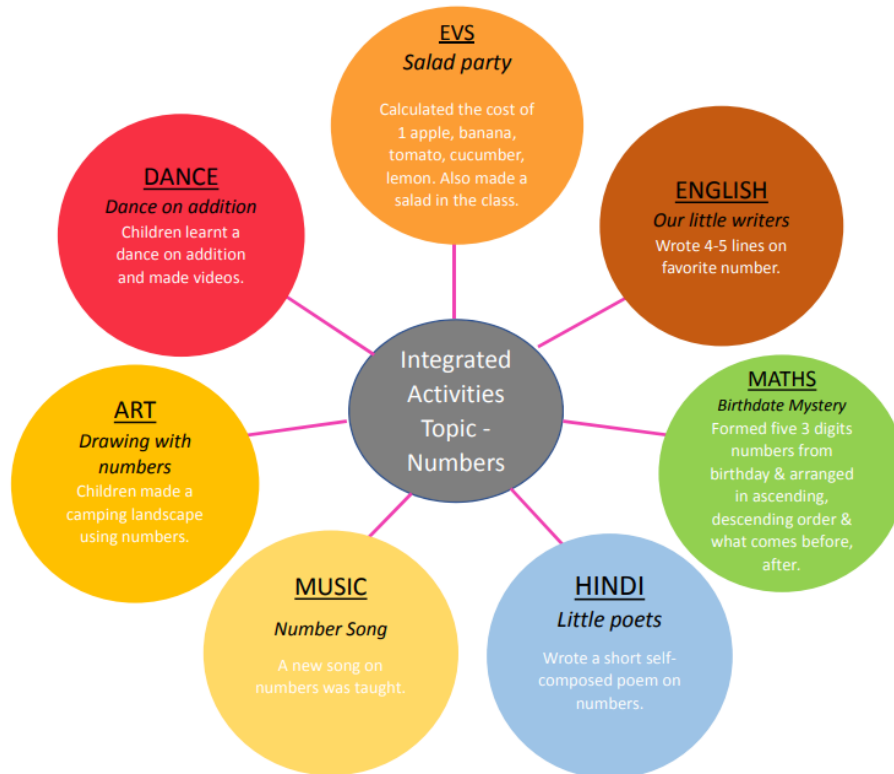 EVS
Salad party
Calculated the cost of
1 apple, banana,
tomato, cucumber,
lemon. Also made a
salad in the class.
DANCE
Dance on addition
Children learnt a
dance on addition
and made videos.
ENGLISH
Our little writers
Wrote 4-5 lines on
favorite number.
Integrated
Activities
Topic -
Numbers
ART
Drawing with
numbers
Children made a
camping landscape
using numbers.
MATHS
Birthdate Mystery
Formed five 3 digits
numbers from
birthday & arranged
in ascending,
descending order &
what comes before,
after.
MUSIC
Number Song
A new song on
numbers was taught.
HINDI
Little poets
Wrote a short self-
composed poem on
numbers.